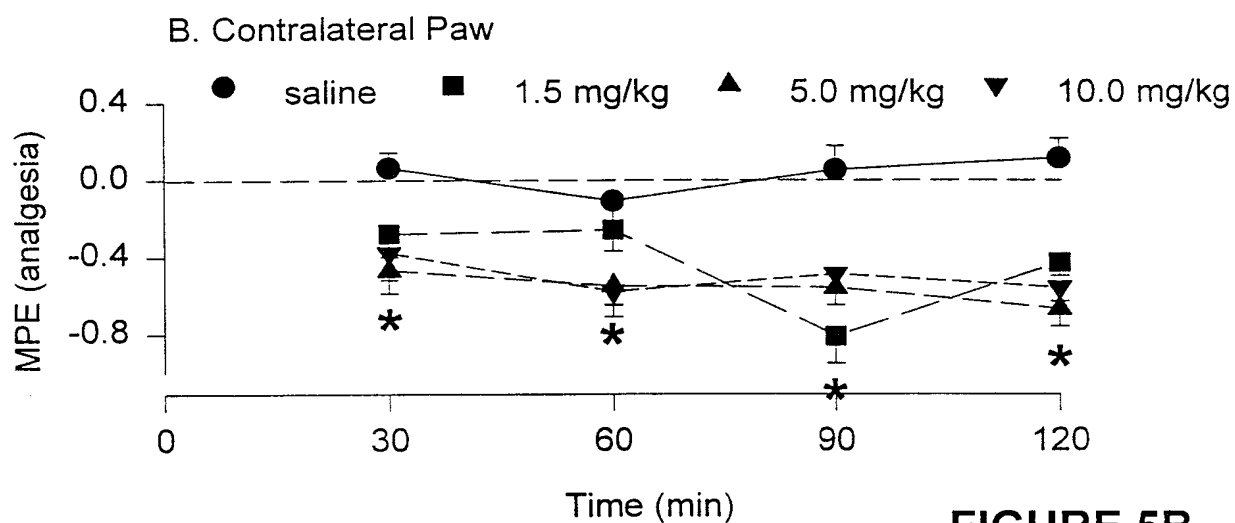 B. Contralateral Paw
saline 1.5 mg/kg 5.0 mg/kg 10.0 mg/kg
MPE (analgesia)
0.4
0.0
-0.4
-0.8
* * * *
0 30 60 90 120
Time (min)
FIGURE 5B